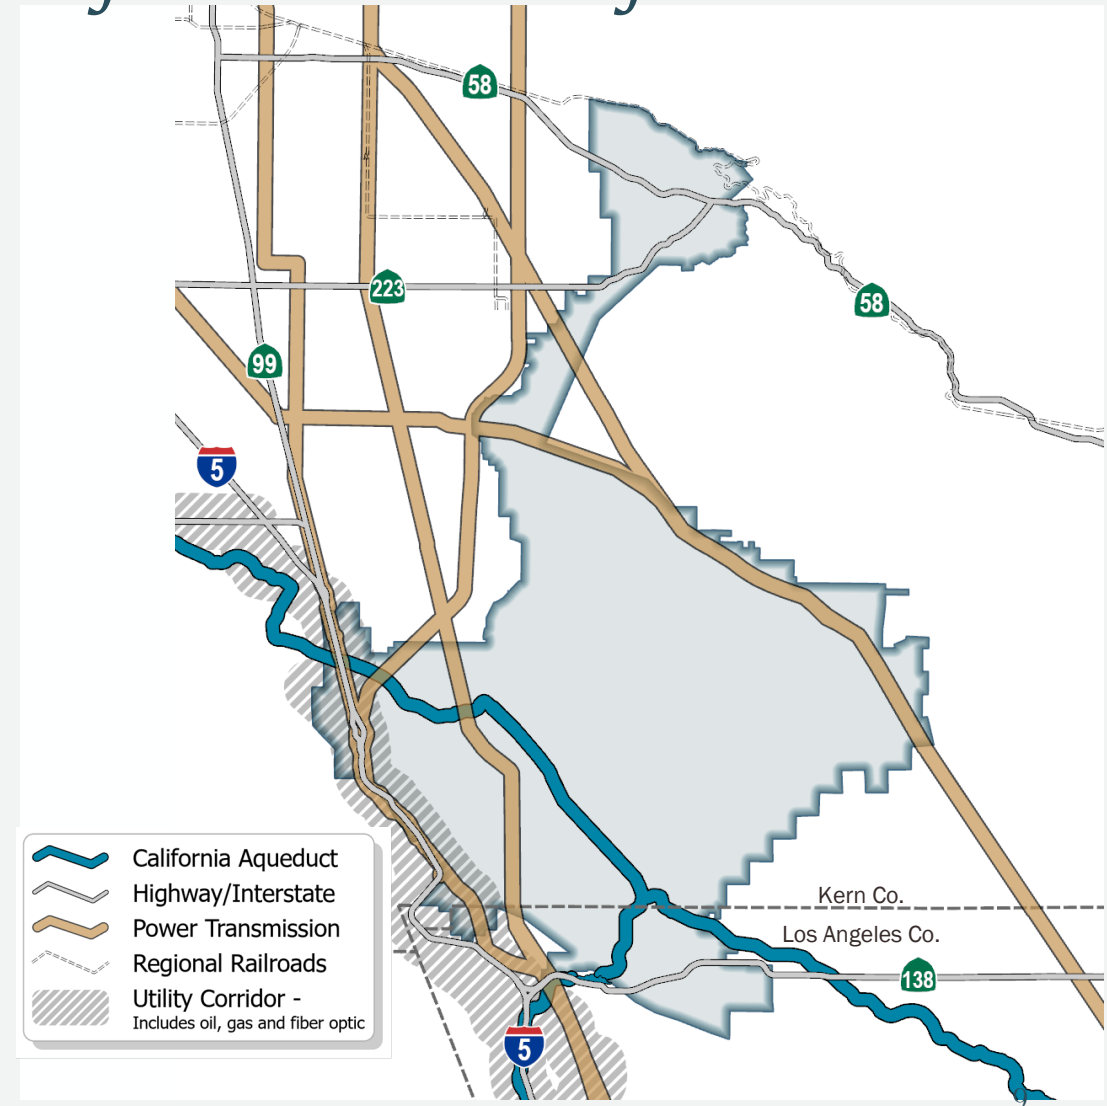 58
223
58
99
5
Kern Co.
Los Angeles Co.
138
5
California Aqueduct
Highway/Interstate
Power Transmission
Regional Railroads
Utility Corridor -
Includes oil, gas and fiber optic